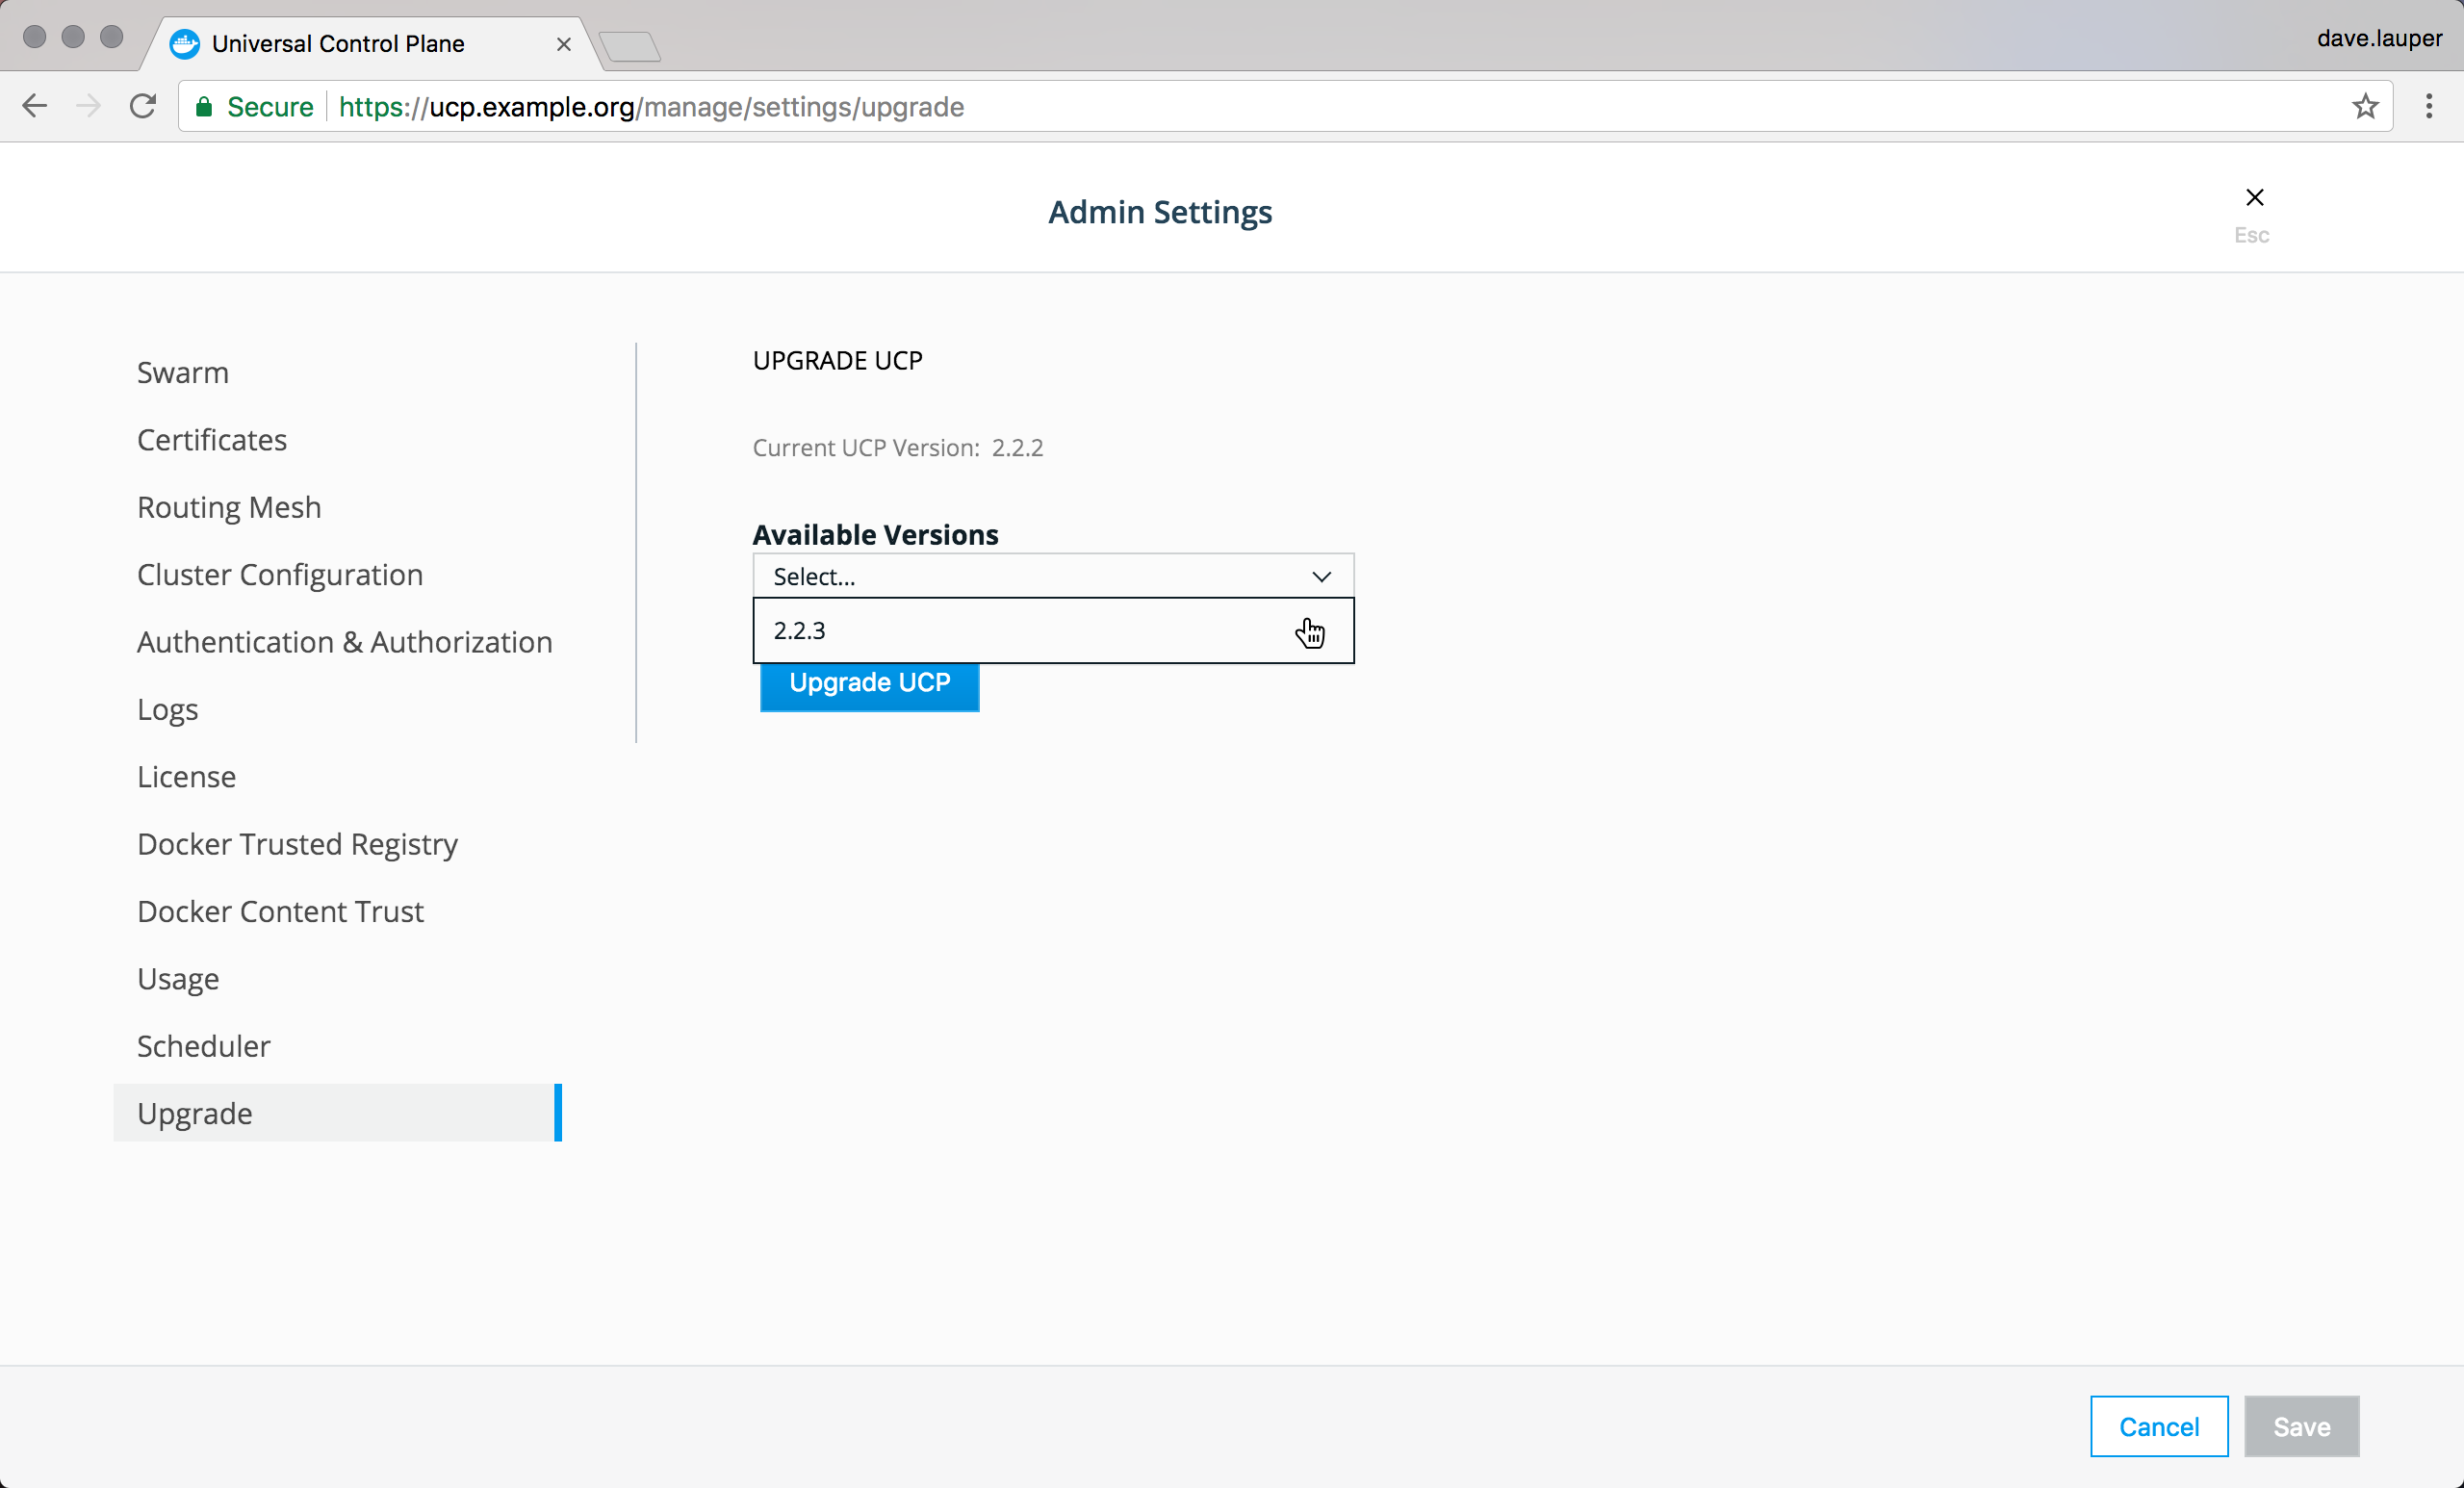 Universal Control Plane
dave.lauper
Secure https://ucp.example.org/manage/settings/upgrade
Admin Settings
Esc
Swarm
Certificates
Routing Mesh
Cluster Configuration
Authentication & Authorization
Logs
License
Docker Trusted Registry
Docker Content Trust
Usage
Scheduler
Upgrade
UPGRADE UCP
Current UCP Version: 2.2.2
Available Versions
Select...
2.2.3
Upgrade UCP
Cancel
Save